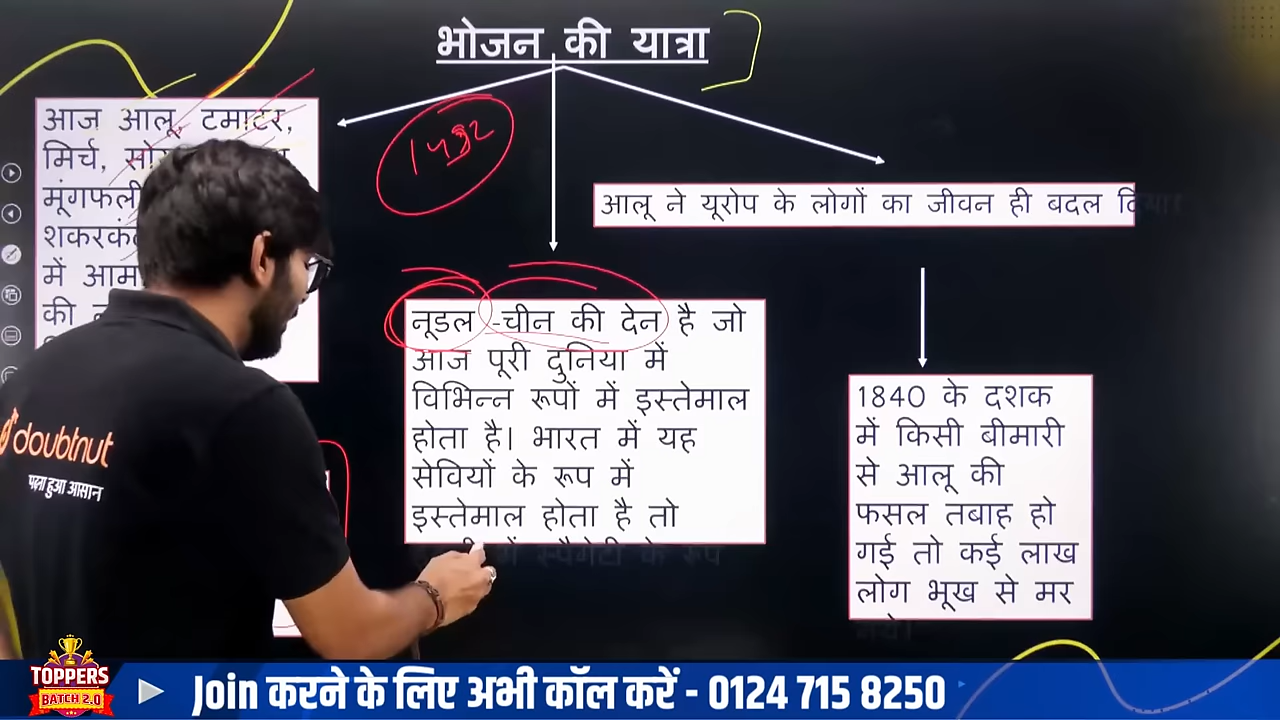 भोजन की यात्रा
1492
आज आलू, टमाटर,
मिर्च,
मूंगफली
में
की
आलू ने यूरोप के लोगों का जीवन ही बदल दिया।
नूडल -चीन की देन है जो
आज पूरी दुनिया में
विभिन्न रूपों में इस्तेमाल
होता है। भारत में यह
सेवियों के रूप में
इस्तेमाल होता है तो
में स्पैगेटी के रूप
1840 के दशक
में किसी बीमारी
से आलू की
फसल तबाह हो
गई तो कई लाख
लोग भूख से मर
गये।
doubtnut
पढ़ना हुआ आसान
TOPPERS
BATCH 2.0
Join करने के लिए अभी कॉल करें - 0124 715 8250